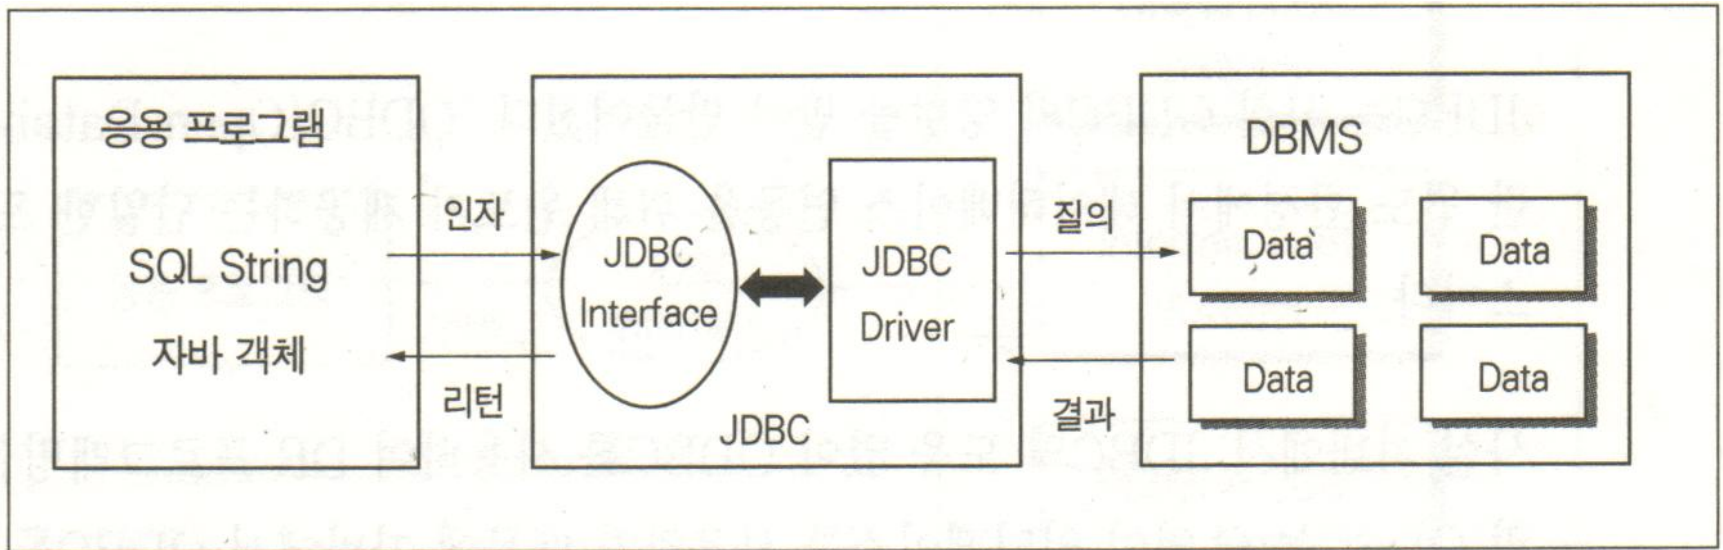 응용 프로그램
SQL String
자바 객체
인자
리턴
JDBC
Interface
JDBC
Driver
JDBC
질의
결과
DBMS
Data
Data
Data
Data